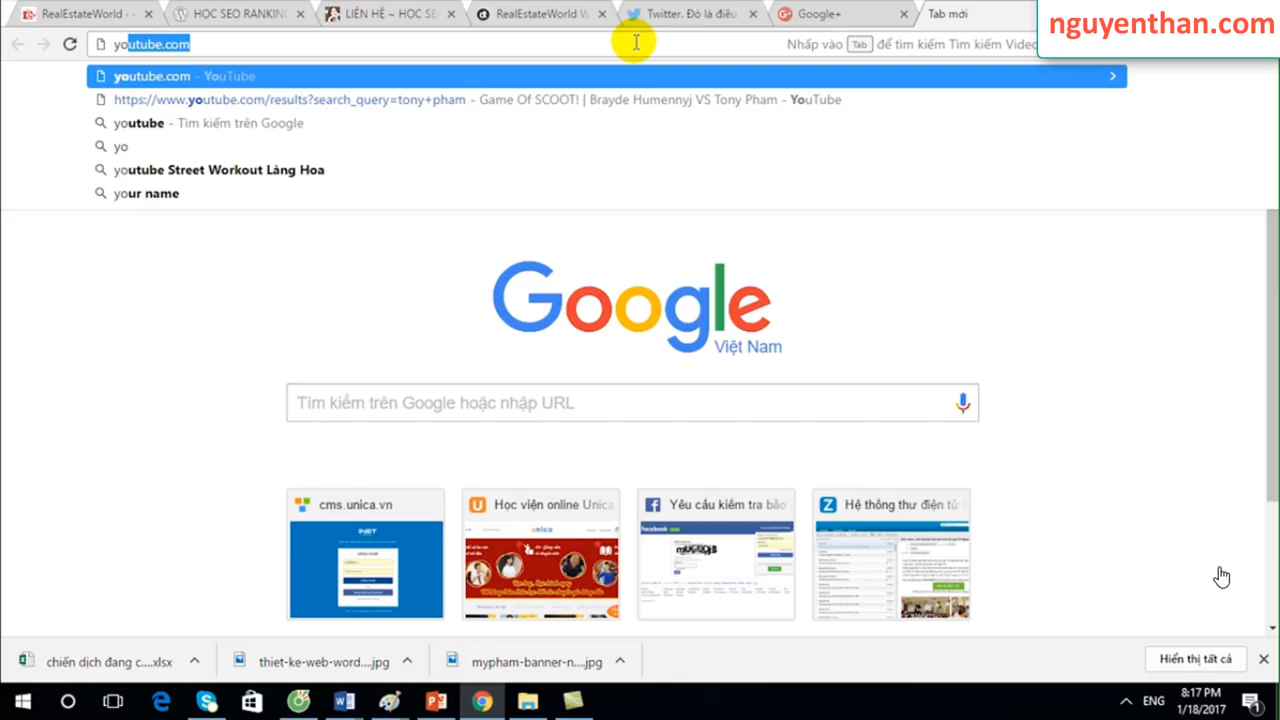 RealEstateWorld -
HỌC SEO RANKIN
LIÊN HỆ ~ HỌC SE
RealEstateWorld W
Twitter. Đó là điều
Google+
Tab mới
nguyenthan.com
youtube.com
Nhấp vào Tab để tìm kiếm Tìm kiếm Video
youtube.com - YouTube
https://www.youtube.com/results?search_query=tony+pham - Game Of SCOOT! | Brayde Humennyj VS Tony Pham - YouTube
youtube - Tìm kiếm trên Google
yo
youtube Street Workout Làng Hoa
your name
Google
Việt Nam
Tìm kiếm trên Google hoặc nhập URL
cms.unica.vn
Học viện online Unica
Yêu cầu kiểm tra bảo
Hệ thống thư điện tử
iNET
unica
facebook
chiến dịch đang c....xlsx
thiet-ke-web-word....jpg
mypham-banner-n....jpg
Hiển thị tất cả
ENG
8:17 PM
1/18/2017